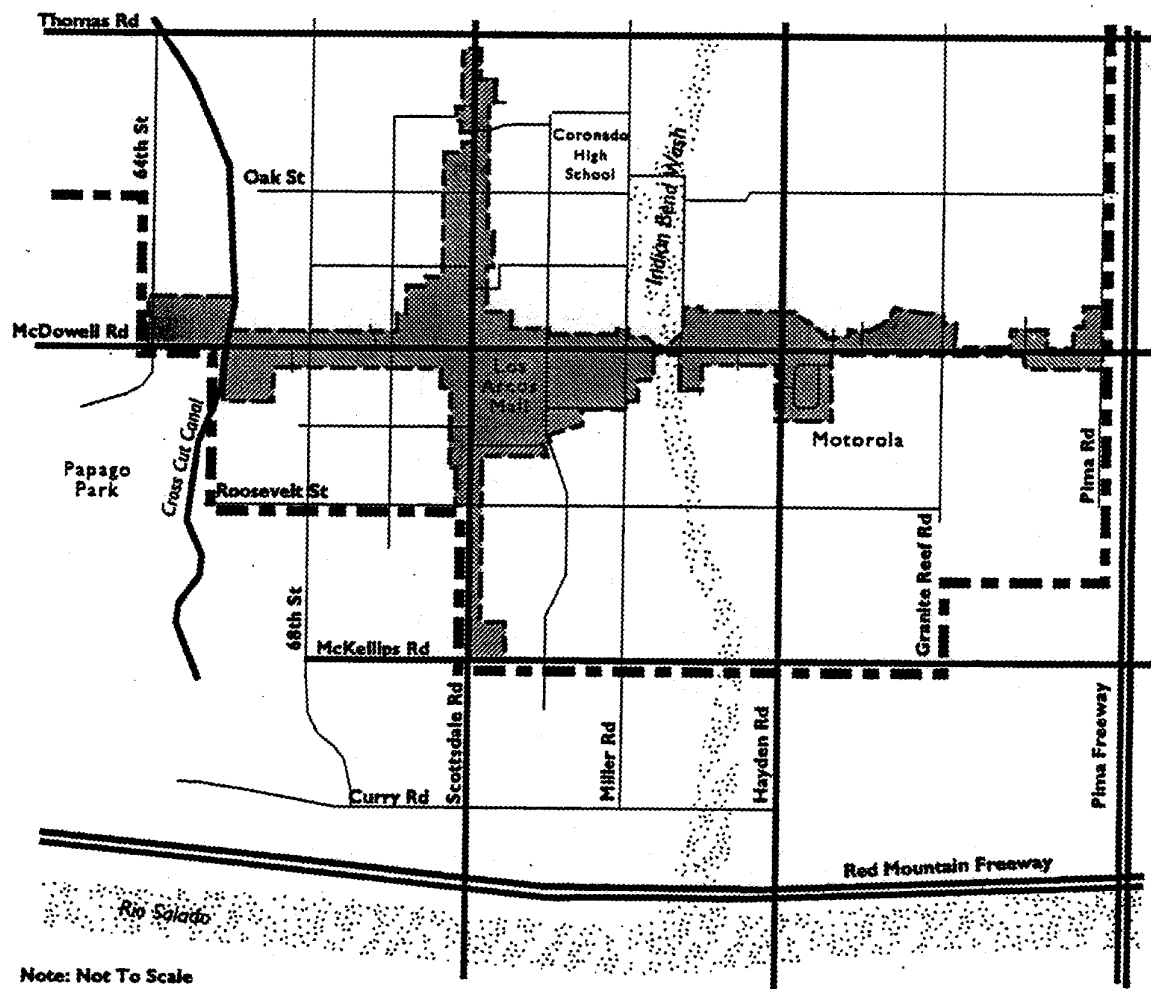 Thomas Rd
64th St
Coronado
High
School
Indian Bend Wash
Oak St
McDowell Rd
Los
Arcos
Mall
Motorola
Papago
Park
Cross Cut Canal
Pima Rd
Roosevelt St
Granite Reef Rd
68th St
McKellips Rd
Scottsdale Rd
Miller Rd
Hayden Rd
Pima Freeway
Curry Rd
Red Mountain Freeway
Rio Salado
Note: Not To Scale